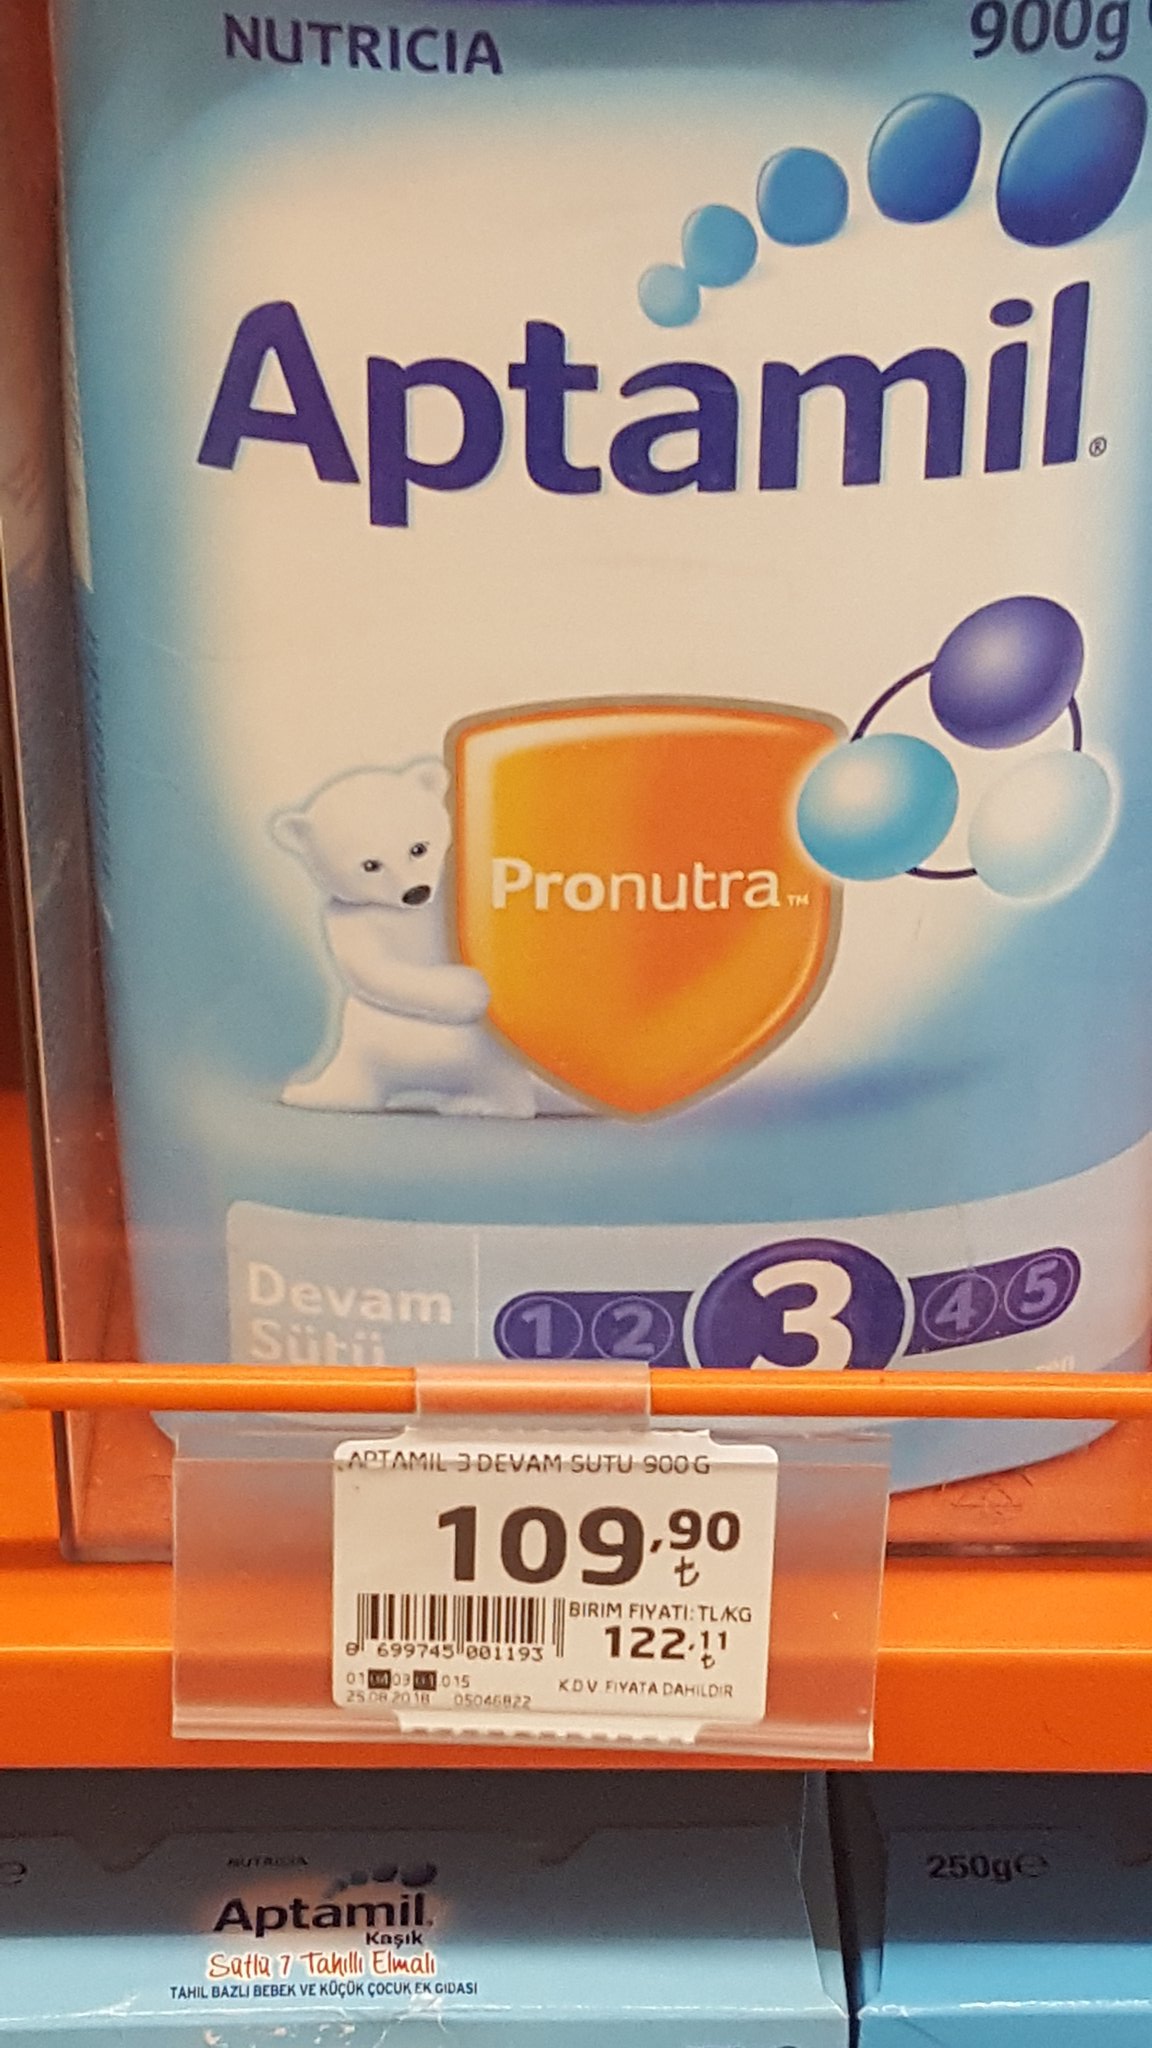 NUTRICIA
900g
Aptamil®
Pronutra™
Devam
Sütü
1 2 3 4 5
APTAMIL 3 DEVAM SUTU 900 G
109,90
₺
BIRIM FIYATI: TL/KG
122,11
₺
8 699745 001193
K.D.V. FIYATA DAHILDIR
25.08.2018 05046822
NUTRICIA
250g℮
Aptamil.
Kaşık
Sütlü 7 Tahıllı Elmalı
TAHIL BAZLI BEBEK VE KÜÇÜK ÇOCUK EK GIDASI